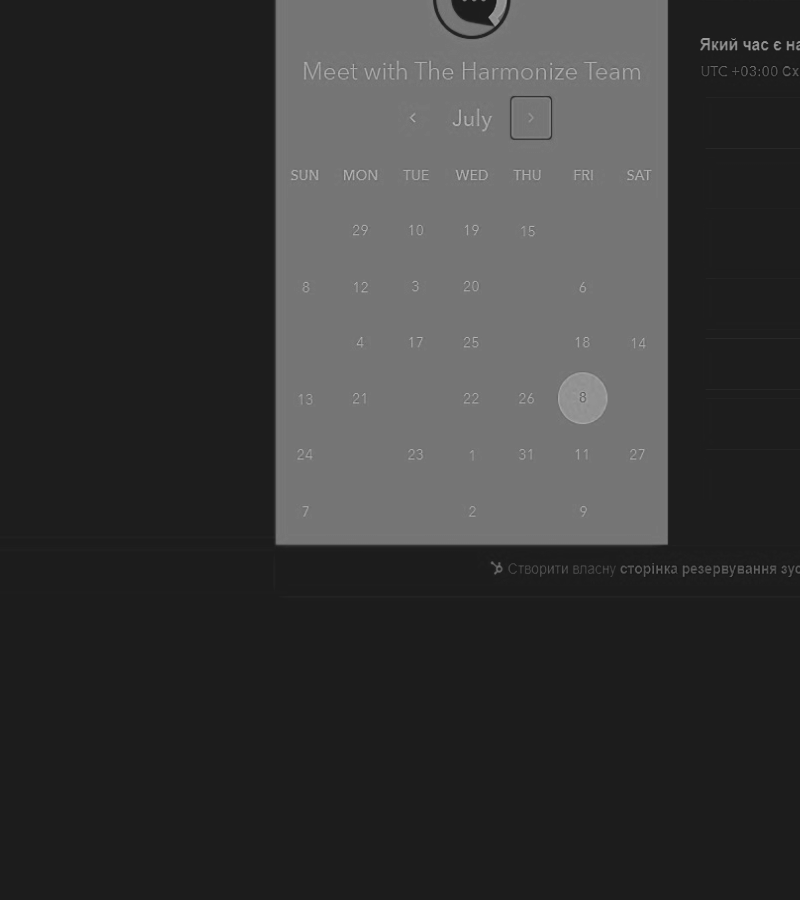 Який час є на
Meet with The Harmonize Team
UTC +03:00 Сх
July
SUN MON TUE WED THU FRI SAT
29 10 19 15
8 12 3 20 6
4 17 25 18 14
13 21 22 26 8
24 23 1 31 11 27
7 2 9
Створити власну сторінка резервування зус